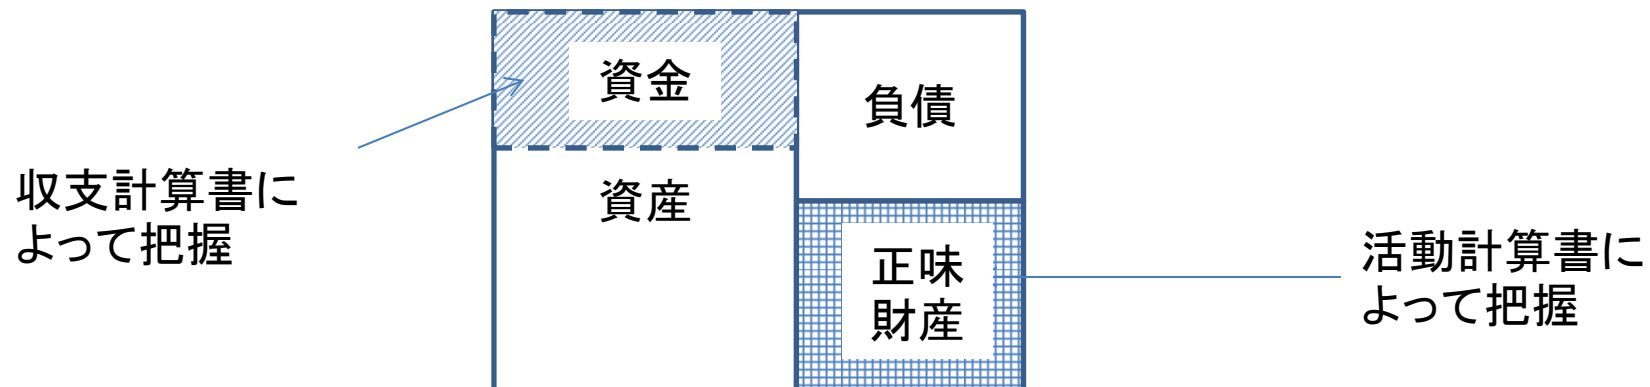 資金
負債
収支計算書に
よって把握
資産
正味
財産
活動計算書に
よって把握